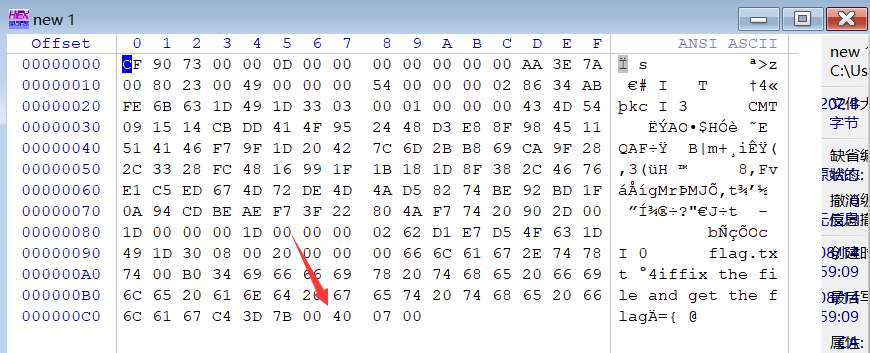 HEX
new 1
Offset 0 1 2 3 4 5 6 7 8 9 A B C D E F ANSI ASCII
00000000 CF 90 73 00 00 0D 00 00 00 00 00 00 00 AA 3E 7A Ï s ª>z
00000010 00 80 23 00 49 00 00 00 54 00 00 00 02 86 34 AB €# I T †4«
00000020 FE 6B 63 1D 49 1D 33 03 00 01 00 00 00 43 4D 54 þkc I 3 CMT
00000030 09 15 14 CB DD 41 4F 95 24 48 D3 E8 8F 98 45 11 ËÝAO•$HÓè ˜E
00000040 51 41 46 F7 9F 1D 20 42 7C 6D 2B B8 69 CA 9F 28 QAF÷Ÿ B|m+¸iÊŸ(
00000050 2C 33 28 FC 48 16 99 1F 1B 18 1D 8F 38 2C 46 76 ,3(üH ™ 8,Fv
00000060 E1 C5 ED 67 4D 72 DE 4D 4A D5 82 74 BE 92 BD 1F áÅígMrÞMJÕ‚t¾’½
00000070 0A 94 CD BE AE F7 3F 22 80 4A F7 74 20 90 2D 00 ”Í¾®÷?"€J÷t -
00000080 1D 00 00 00 1D 00 00 00 02 62 D1 E7 D5 4F 63 1D bÑçÕOc
00000090 49 1D 30 08 00 20 00 00 00 66 6C 61 67 2E 74 78 I 0 flag.tx
000000A0 74 00 B0 34 69 66 66 69 78 20 74 68 65 20 66 69 t °4iffix the fi
000000B0 6C 65 20 61 6E 64 20 67 65 74 20 74 68 65 20 66 le and get the f
000000C0 6C 61 67 C4 3D 7B 00 40 07 00 lagÄ={ @
new 1
C:\Us
字节
缺省编
59:09
59:09